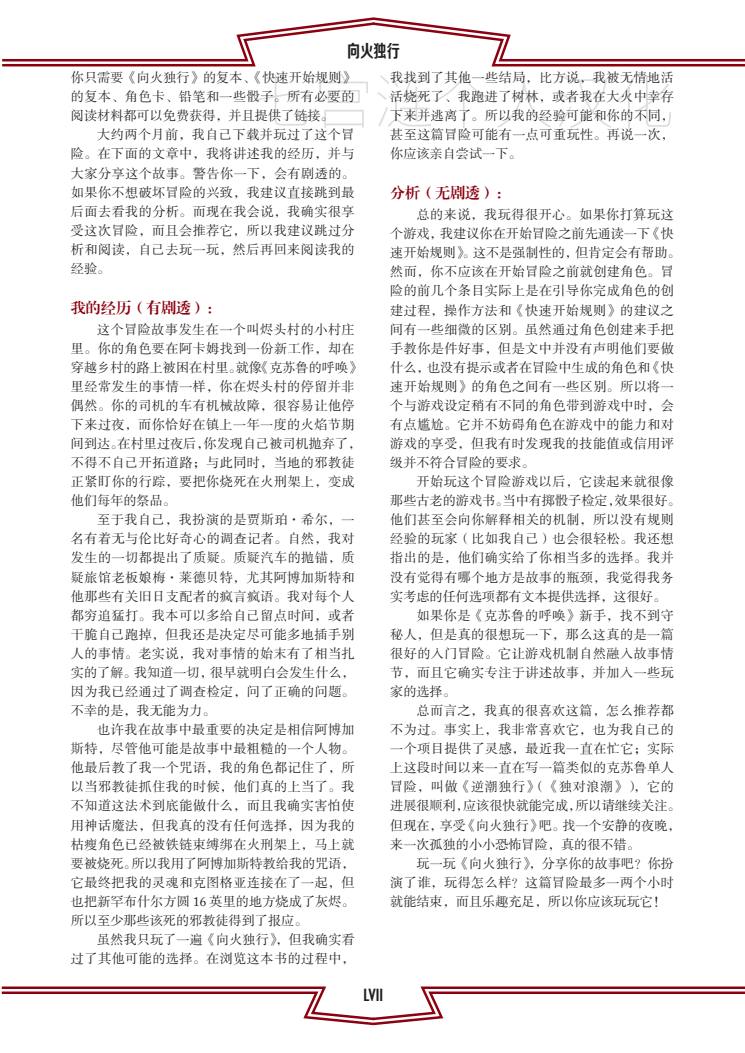 向火独行
你只需要《向火独行》的复本、《快速开始规则》
的复本、角色卡、铅笔和一些骰子。所有必要的
阅读材料都可以免费获得，并且提供了链接。
大约两个月前，我自己下载并玩过了这个冒
险。在下面的文章中，我将讲述我的经历，并与
大家分享这个故事。警告你一下，会有剧透的。
如果你不想破坏冒险的兴致，我建议直接跳到最
后面去看我的分析。而现在我会说，我确实很享
受这次冒险，而且会推荐它，所以我建议跳过分
析和阅读，自己去玩一玩，然后再回来阅读我的
经验。
我的经历（有剧透）：
这个冒险故事发生在一个叫烬头村的小村庄
里。你的角色要在阿卡姆找到一份新工作，却在
穿越乡村的路上被困在村里。就像《克苏鲁的呼唤》
里经常发生的事情一样，你在烬头村的停留并非
偶然。你的司机的车有机械故障，很容易让他停
下来过夜，而你恰好在镇上一年一度的火焰节期
间到达。在村里过夜后，你发现自己被司机抛弃了，
不得不自己开拓道路；与此同时，当地的邪教徒
正紧盯你的行踪，要把你烧死在火刑架上，变成
他们每年的祭品。
至于我自己，我扮演的是贾斯珀·希尔，一
名有着无与伦比好奇心的调查记者。自然，我对
发生的一切都提出了质疑。质疑汽车的抛锚，质
疑旅馆老板娘梅·莱德贝特，尤其阿博加斯特和
他那些有关旧日支配者的疯言疯语。我对每个人
都穷追猛打。我本可以多给自己留点时间，或者
干脆自己跑掉，但我还是决定尽可能多地插手别
人的事情。老实说，我对事情的始末有了相当扎
实的了解。我知道一切，很早就明白会发生什么，
因为我已经通过了调查检定，问了正确的问题。
不幸的是，我无能为力。
也许我在故事中最重要的决定是相信阿博加
斯特，尽管他可能是故事中最粗糙的一个人物。
他最后教了我一个咒语，我的角色都记住了，所
以当邪教徒抓住我的时候，他们真的上当了。我
不知道这法术到底能做什么，而且我确实害怕使
用神话魔法，但我真的没有任何选择，因为我的
枯瘦角色已经被铁链束缚绑在火刑架上，马上就
要被烧死。所以我用了阿博加斯特教给我的咒语，
它最终把我的灵魂和克图格亚连接在了一起，但
也把新罕布什尔方圆 16 英里的地方烧成了灰烬。
所以至少那些该死的邪教徒得到了报应。
虽然我只玩了一遍《向火独行》，但我确实看
过了其他可能的选择。在浏览这本书的过程中，
我找到了其他一些结局，比方说，我被无情地活
活烧死了，我跑进了树林，或者我在大火中幸存
下来并逃离了。所以我的经验可能和你的不同，
甚至这篇冒险可能有一点可重玩性。再说一次，
你应该亲自尝试一下。
分析（无剧透）：
总的来说，我玩得很开心。如果你打算玩这
个游戏，我建议你在开始冒险之前先通读一下《快
速开始规则》。这不是强制性的，但肯定会有帮助。
然而，你不应该在开始冒险之前就创建角色。冒
险的前几个条目实际上是在引导你完成角色的创
建过程，操作方法和《快速开始规则》的建议之
间有一些细微的区别。虽然通过角色创建来手把
手教你是件好事，但是文中并没有声明他们要做
什么，也没有提示或者在冒险中生成的角色和《快
速开始规则》的角色之间有一些区别。所以将一
个与游戏设定稍有不同的角色带到游戏中时，会
有点尴尬。它并不妨碍角色在游戏中的能力和对
游戏的享受，但我有时发现我的技能值或信用评
级并不符合冒险的要求。
开始玩这个冒险游戏以后，它读起来就很像
那些古老的游戏书。当中有掷骰子检定，效果很好。
他们甚至会向你解释相关的机制，所以没有规则
经验的玩家（比如我自己）也会很轻松。我还想
指出的是，他们确实给了你相当多的选择。我并
没有觉得有哪个地方是故事的瓶颈，我觉得我务
实考虑的任何选项都有文本提供选择，这很好。
如果你是《克苏鲁的呼唤》新手，找不到守
秘人，但是真的很想玩一下，那么这真的是一篇
很好的入门冒险。它让游戏机制自然融入故事情
节，而且它确实专注于讲述故事，并加入一些玩
家的选择。
总而言之，我真的很喜欢这篇，怎么推荐都
不为过。事实上，我非常喜欢它，也为我自己的
一个项目提供了灵感，最近我一直在忙它；实际
上这段时间以来一直在写一篇类似的克苏鲁单人
冒险，叫做《逆潮独行》（《独对浪潮》），它的
进展很顺利，应该很快就能完成，所以请继续关注。
但现在，享受《向火独行》吧。找一个安静的夜晚，
来一次孤独的小小恐怖冒险，真的很不错。
玩一玩《向火独行》，分享你的故事吧？你扮
演了谁，玩得怎么样？这篇冒险最多一两个小时
就能结束，而且乐趣充足，所以你应该玩玩它！
LVII